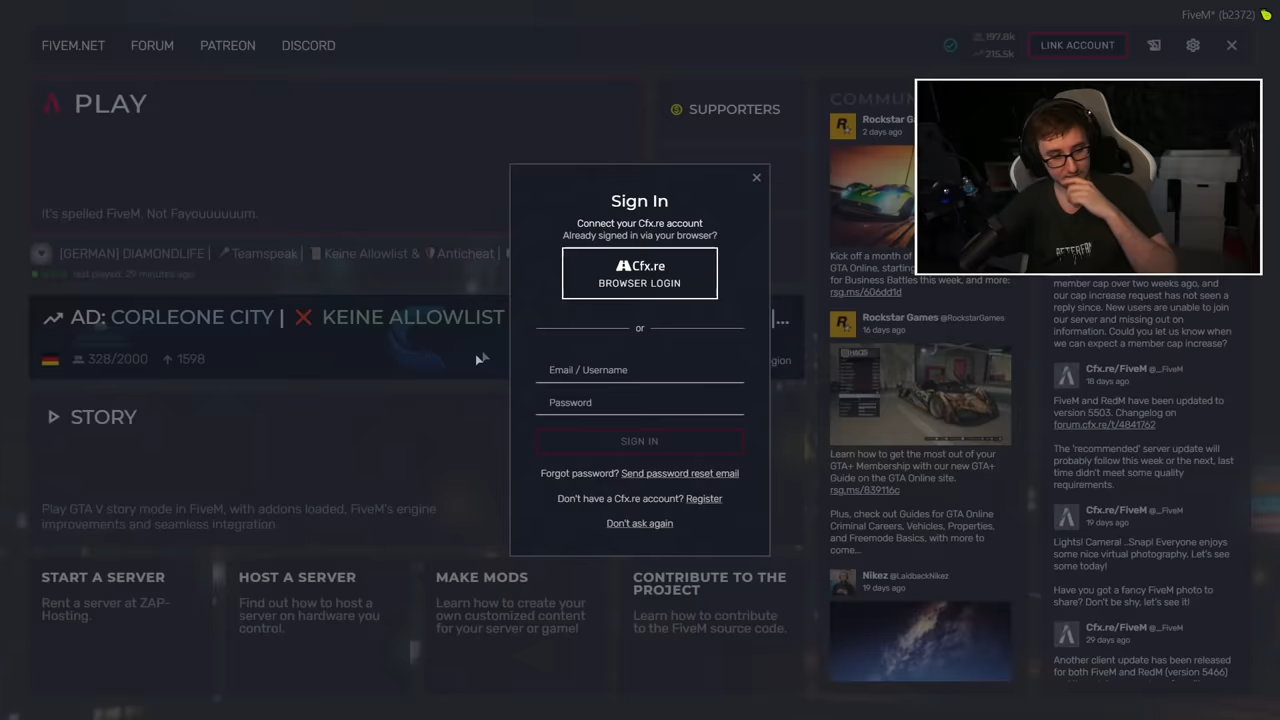 FiveM* (b2372)
FIVEM.NET
FORUM
PATREON
DISCORD
197.8k
215.5k
LINK ACCOUNT
PLAY
It's spelled FiveM. Not Fayouuuuuum.
SUPPORTERS
[GERMAN] DIAMONDLIFE | Teamspeak | Keine Allowlist & Anticheat |
last played: 29 minutes ago
AD: CORLEONE CITY | ❌ KEINE ALLOWLIST
|...
328/2000
1598
STORY
Play GTA V story mode in FiveM, with addons loaded, FiveM's engine
improvements and seamless integration.
START A SERVER
Rent a server at ZAP-
Hosting.
HOST A SERVER
Find out how to host a
server on hardware you
control.
MAKE MODS
Learn how to create your
own customized content
for your server or game!
CONTRIBUTE TO THE
PROJECT
Learn how to contribute
to the FiveM source code.
Sign In
Connect your Cfx.re account
Already signed in via your browser?
Cfx.re
BROWSER LOGIN
or
Email / Username
Password
SIGN IN
Forgot password? Send password reset email
Don't have a Cfx.re account? Register
Don't ask again
COMMUN
Rockstar Ga
2 days ago
Kick off a month of
GTA Online, starting
for Business Battles this week, and more:
rsg.ms/606dd1d
Rockstar Games @RockstarGames
16 days ago
Learn how to get the most out of your
GTA+ Membership with our new GTA+
Guide on the GTA Online site.
rsg.ms/839116c
Plus, check out Guides for GTA Online
Criminal Careers, Vehicles, Properties,
and Freemode Basics, with more to
come...
Nikez @LaidbackNikez
19 days ago
member cap over two weeks ago, and
our cap increase request has not seen a
reply since. New users are unable to join
our server and missing out on
information. Could you let us know when
we can expect a member cap increase?
Cfx.re/FiveM @_FiveM
18 days ago
FiveM and RedM have been updated to
version 5503. Changelog on
forum.cfx.re/t/4841762
The 'recommended' server update will
probably follow this week or the next, last
time didn't meet some quality
requirements.
Cfx.re/FiveM @_FiveM
19 days ago
Lights! Camera! ..Snap! Everyone enjoys
some nice virtual photography. Let's see
some today!
Have you got a fancy FiveM photo to
share? Don't be shy, let's see it!
Cfx.re/FiveM @_FiveM
29 days ago
Another client update has been released
for both FiveM and RedM (version 5466)